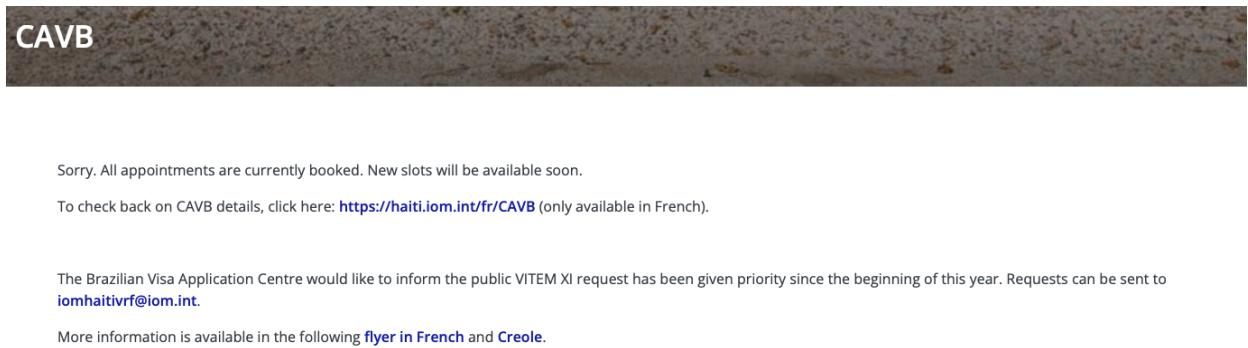 CAVB
Sorry. All appointments are currently booked. New slots will be available soon.
To check back on CAVB details, click here: https://haiti.iom.int/fr/CAVB (only available in French).
The Brazilian Visa Application Centre would like to inform the public VITEM XI request has been given priority since the beginning of this year. Requests can be sent to
iomhaitivrf@iom.int.
More information is available in the following flyer in French and Creole.